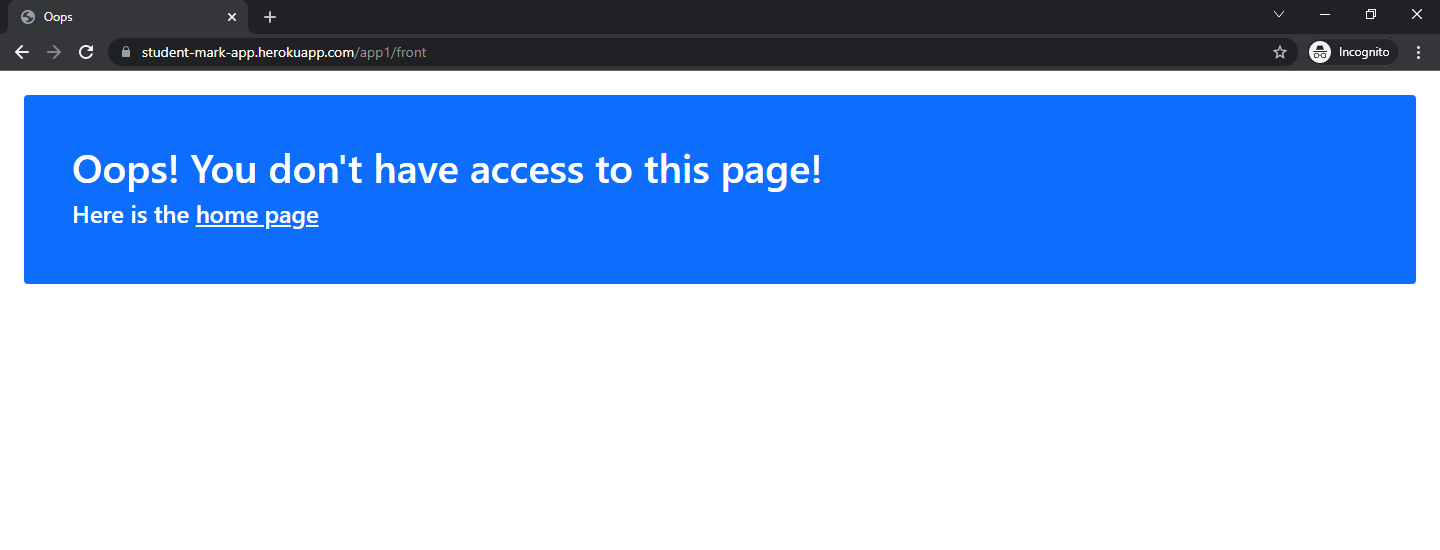 Oops
student-mark-app.herokuapp.com/app1/front
Incognito
Oops! You don't have access to this page!
Here is the home page